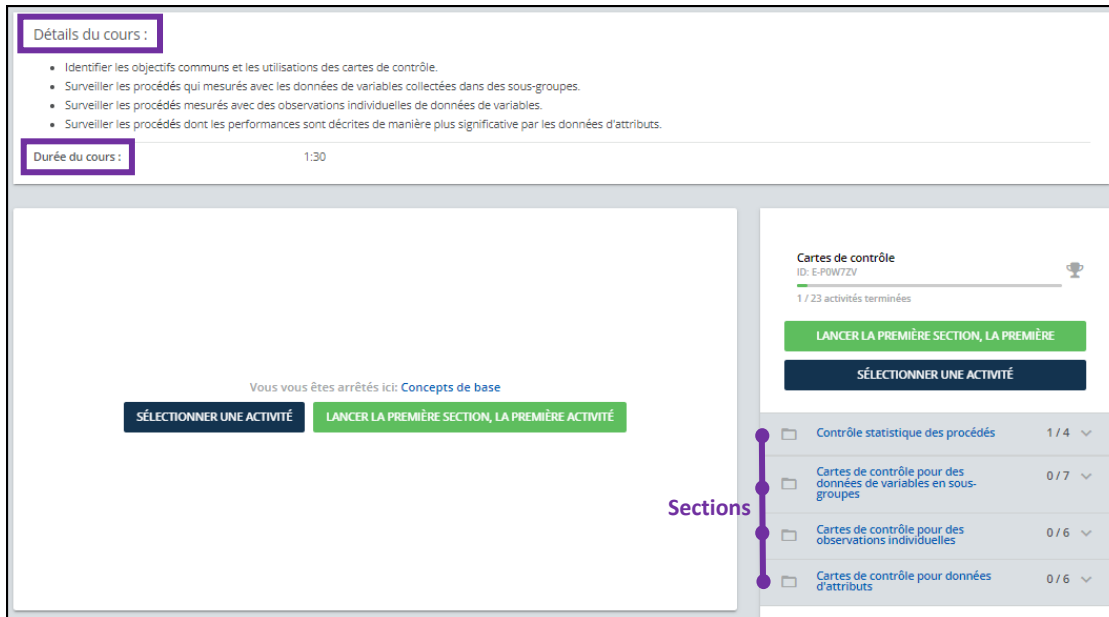 Détails du cours :
Identifier les objectifs communs et les utilisations des cartes de contrôle.
Surveiller les procédés qui mesurés avec les données de variables collectées dans des sous-groupes.
Surveiller les procédés mesurés avec des observations individuelles de données de variables.
Surveiller les procédés dont les performances sont décrites de manière plus significative par les données d'attributs.
Durée du cours : 1:30
Vous vous êtes arrêtés ici: Concepts de base
SÉLECTIONNER UNE ACTIVITÉ LANCER LA PREMIÈRE SECTION, LA PREMIÈRE ACTIVITÉ
Cartes de contrôle
ID: E-P0W7ZV
1 / 23 activités terminées
LANCER LA PREMIÈRE SECTION, LA PREMIÈRE
SÉLECTIONNER UNE ACTIVITÉ
Sections
Contrôle statistique des procédés 1 / 4
Cartes de contrôle pour des
données de variables en sous-
groupes 0 / 7
Cartes de contrôle pour des
observations individuelles 0 / 6
Cartes de contrôle pour données
d'attributs 0 / 6